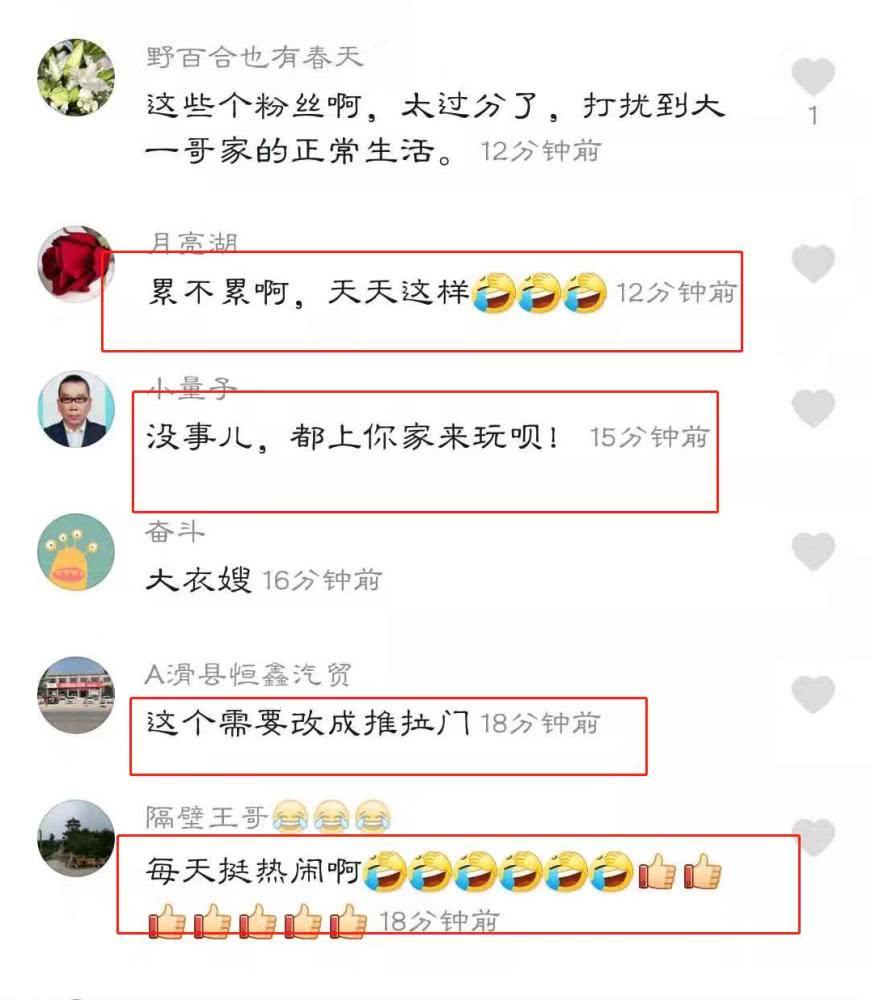 野百合也有春天
这些个粉丝啊，太过分了，打扰到大
一哥家的正常生活。 12分钟前
1
月亮湖
累不累啊，天天这样🤣🤣🤣 12分钟前
小量子
没事儿，都上你家来玩呗！ 15分钟前
奋斗
大衣嫂 16分钟前
A滑县恒鑫汽贸
这个需要改成推拉门 18分钟前
隔壁王哥😂😂😂
每天挺热闹啊🤣🤣🤣🤣🤣🤣👍👍
👍👍👍👍👍 18分钟前